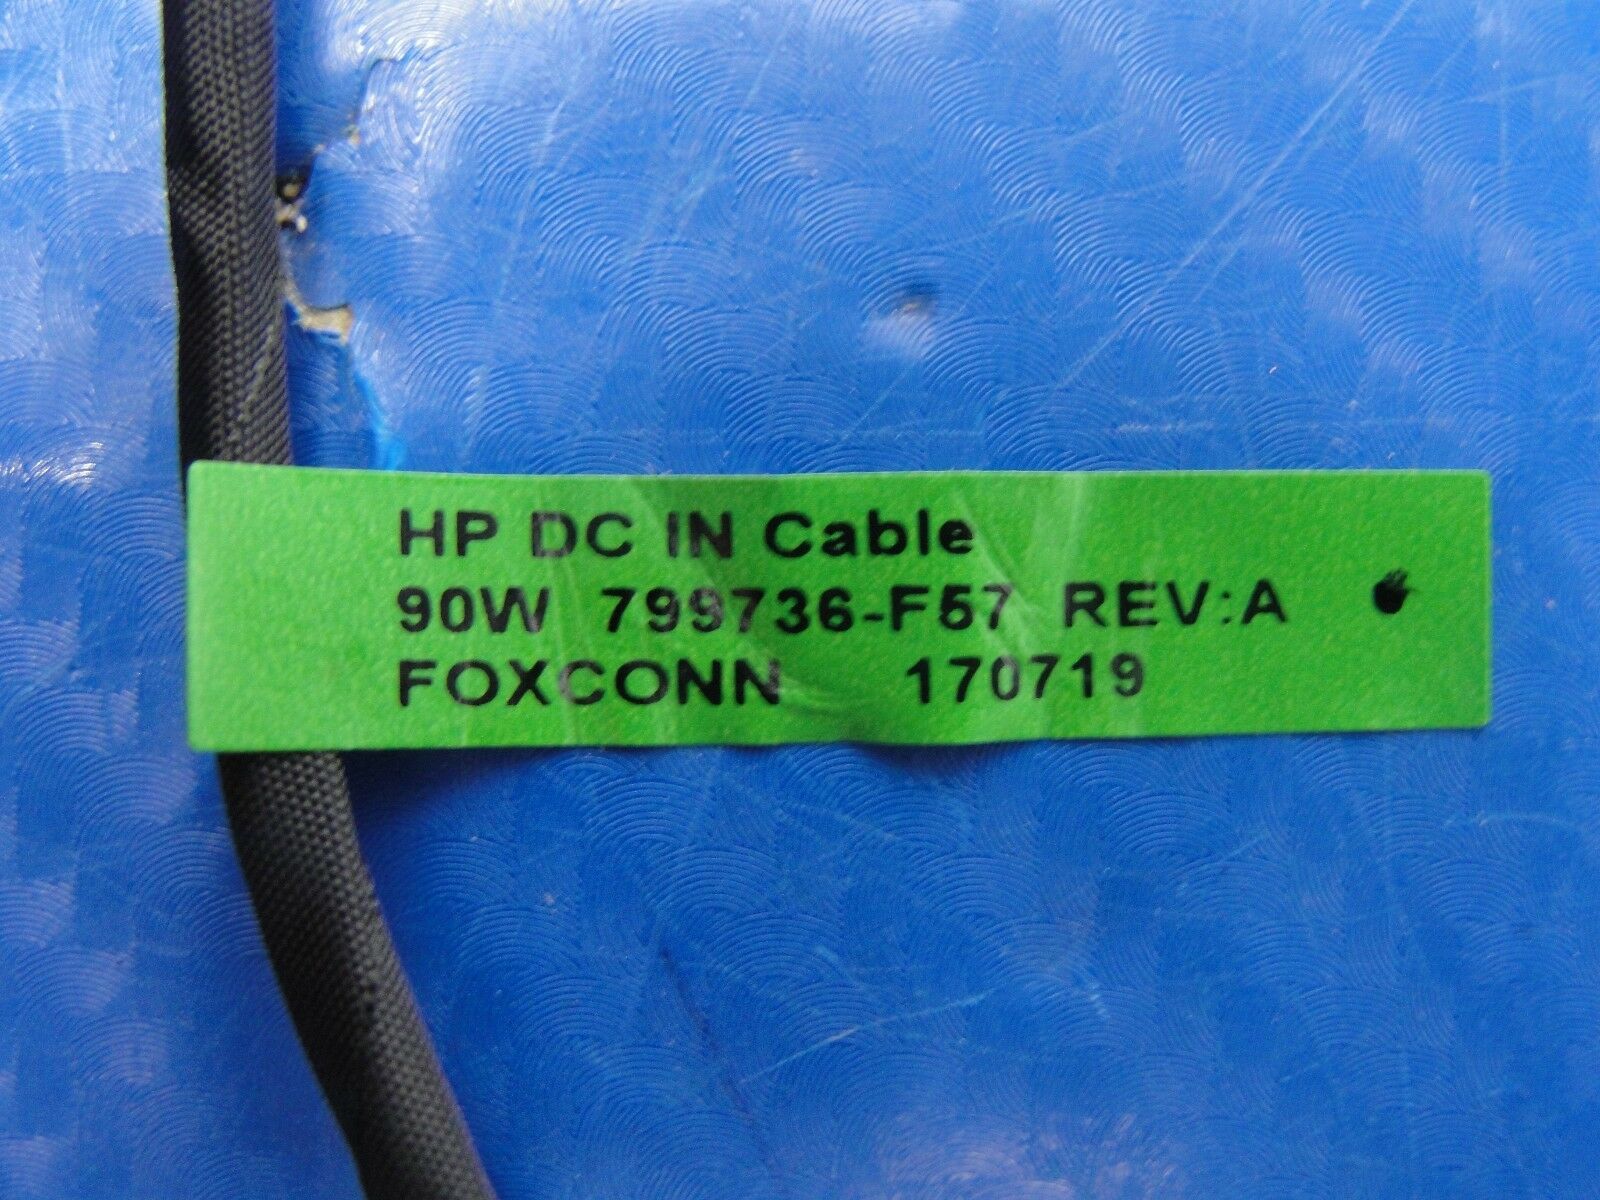 HP DC IN Cable
90W 799736-F57 REV:A
FOXCONN 170719